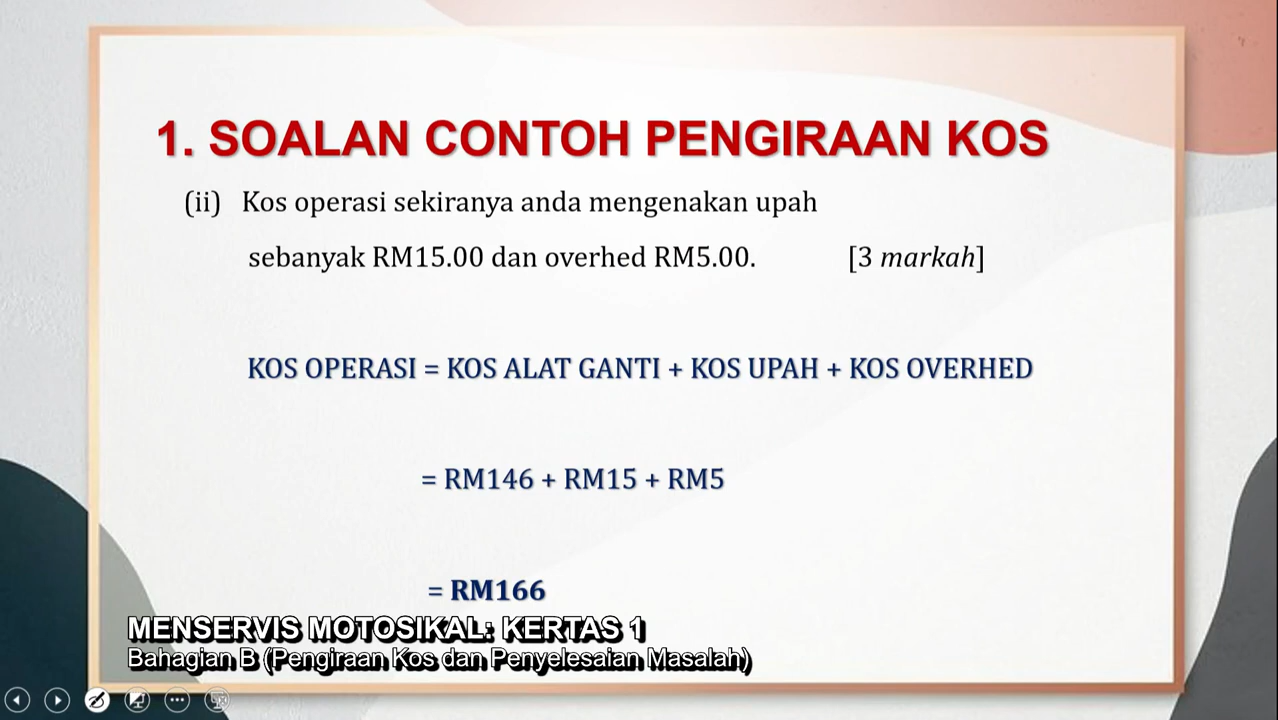 1. SOALAN CONTOH PENGIRAAN KOS
(ii) Kos operasi sekiranya anda mengenakan upah
sebanyak RM15.00 dan overhed RM5.00. [3 markah]
KOS OPERASI = KOS ALAT GANTI + KOS UPAH + KOS OVERHED
= RM146 + RM15 + RM5
= RM166
MENSERVIS MOTOSIKAL: KERTAS 1
Bahagian B (Pengiraan Kos dan Penyelesaian Masalah)